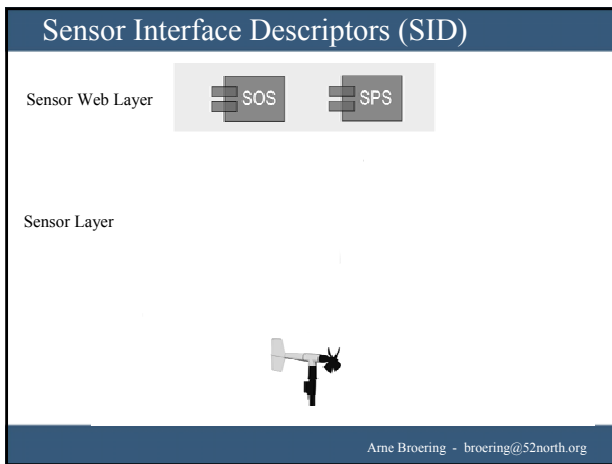 Sensor Interface Descriptors (SID)
Sensor Web Layer
SOS SPS
Sensor Layer
Arne Broering - broering@52north.org